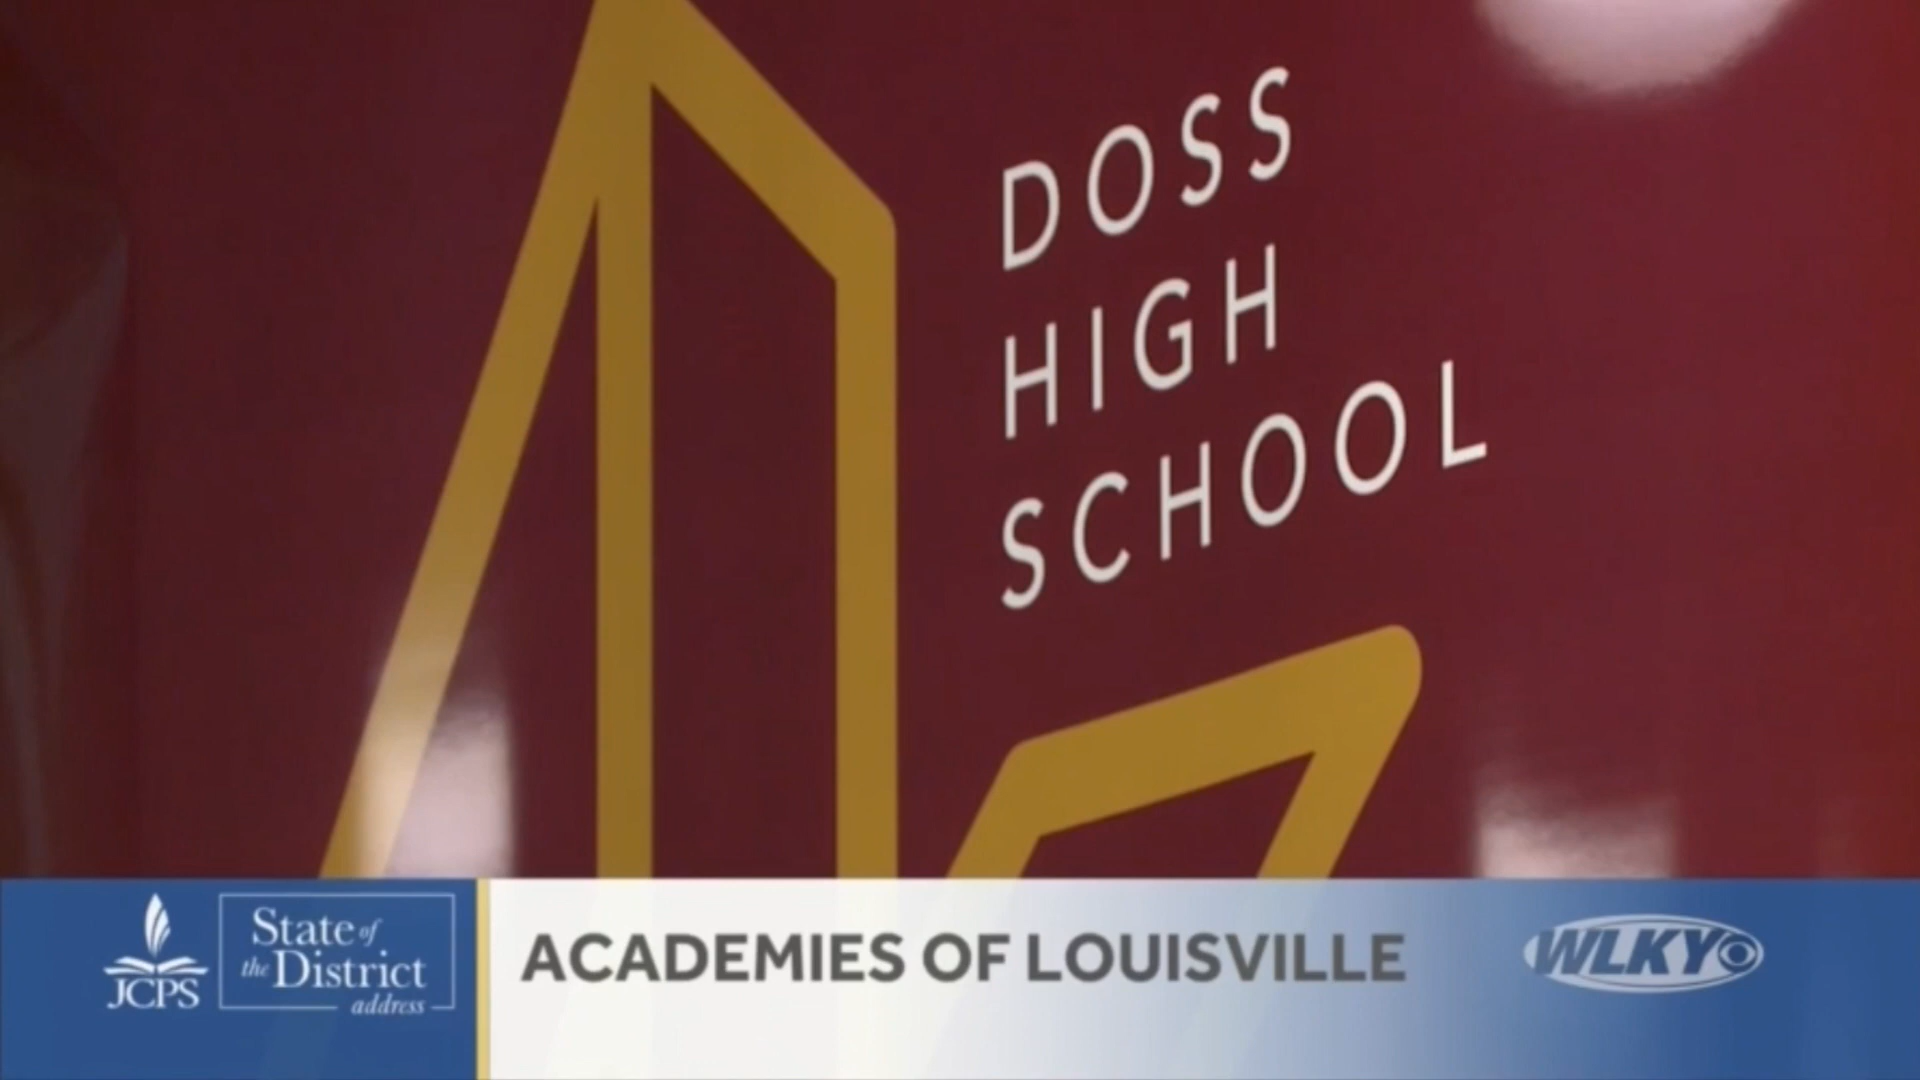 DOSS
HIGH
SCHOOL
JCPS
State of
the District
address
ACADEMIES OF LOUISVILLE
WLKY